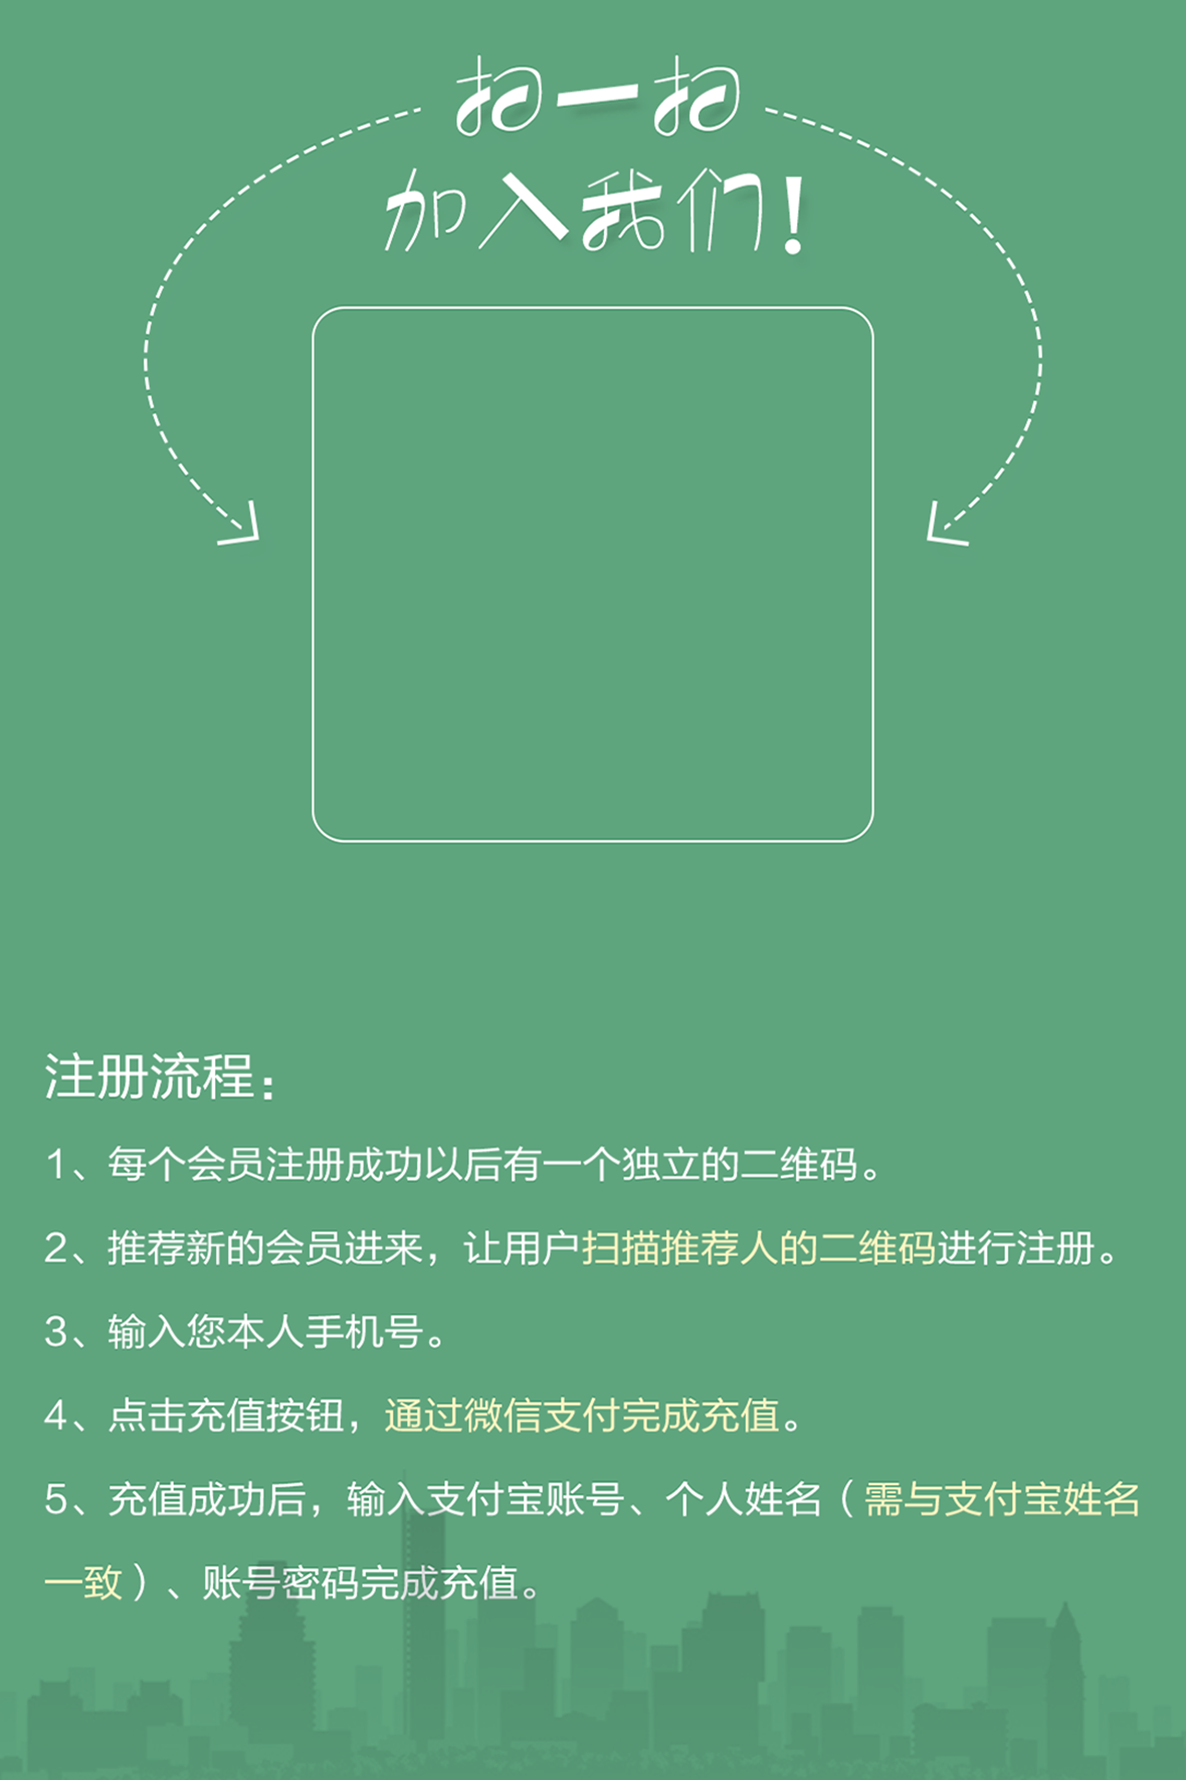 扫一扫
加入我们!
注册流程:
1、每个会员注册成功以后有一个独立的二维码。
2、推荐新的会员进来，让用户扫描推荐人的二维码进行注册。
3、输入您本人手机号。
4、点击充值按钮，通过微信支付完成充值。
5、充值成功后，输入支付宝账号、个人姓名（需与支付宝姓名
一致）、账号密码完成充值。